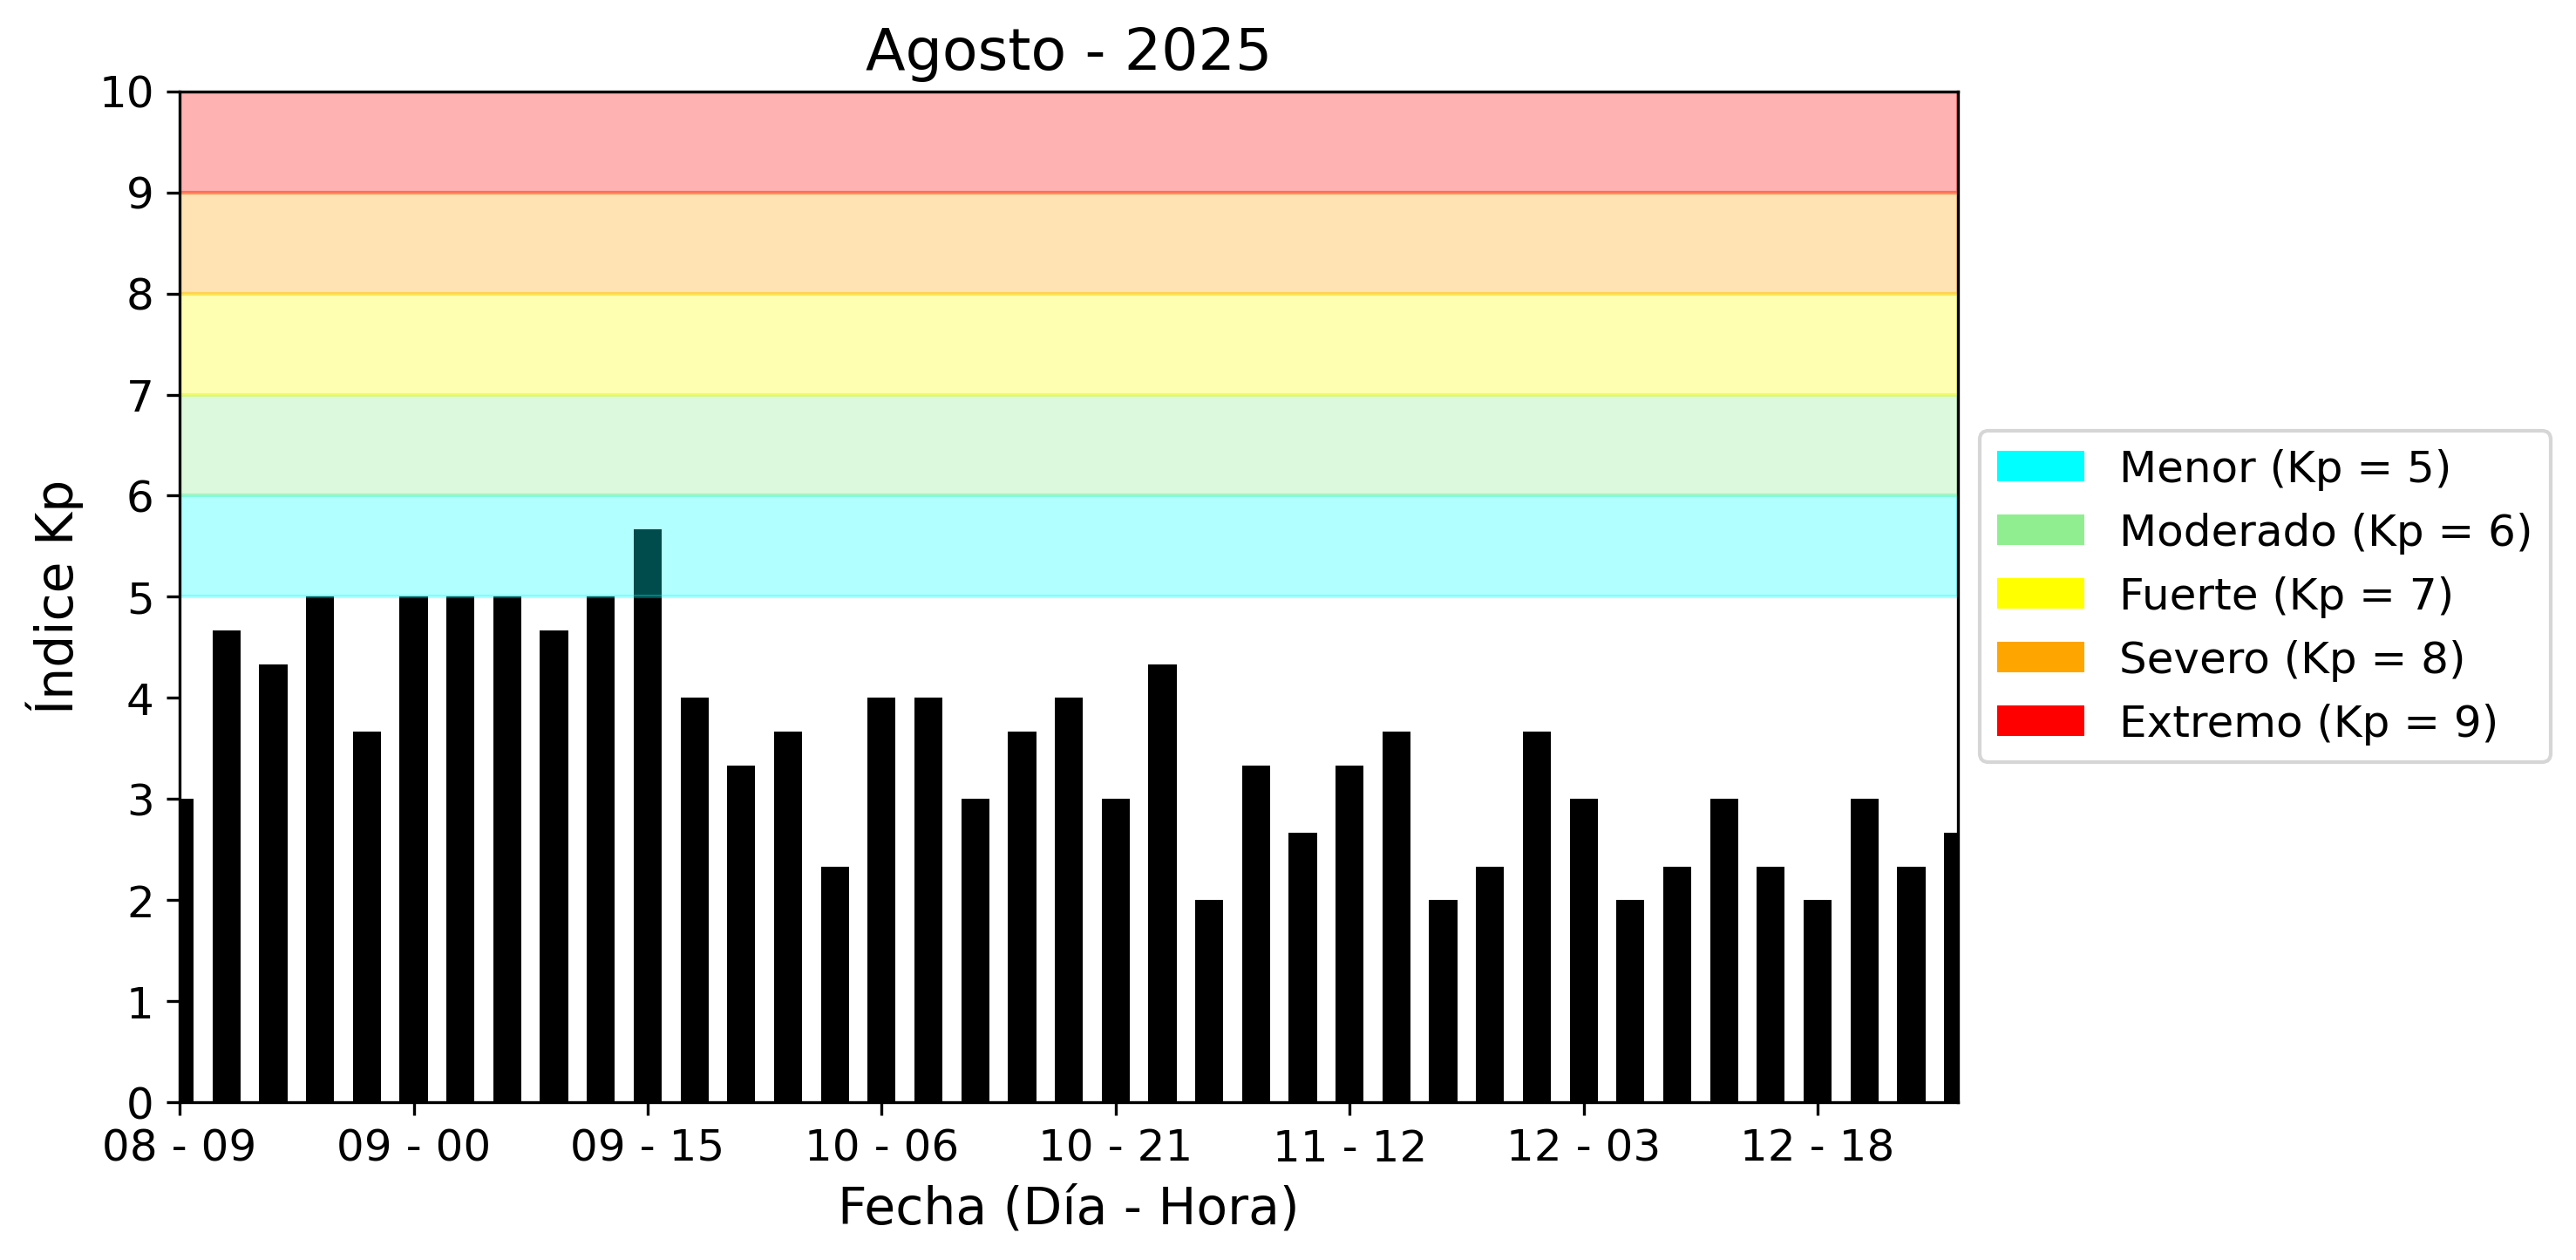 Agosto - 2025
10
9
8
7
6
5
4
3
2
1
0
Índice Kp
08 - 09
09 - 00
09 - 15
10 - 06
10 - 21
11 - 12
12 - 03
12 - 18
Fecha (Día - Hora)
Menor (Kp = 5)
Moderado (Kp = 6)
Fuerte (Kp = 7)
Severo (Kp = 8)
Extremo (Kp = 9)